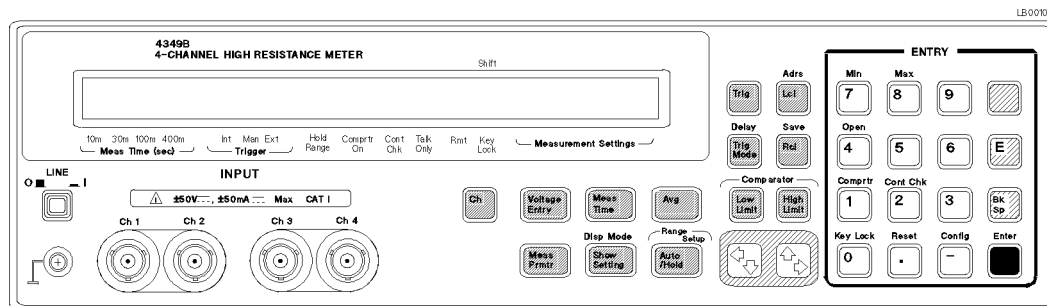 LB0010
4349B
4-CHANNEL HIGH RESISTANCE METER
Shift
10m 30m 100m 400m
Meas Time (sec)
Int Man Ext
Trigger
Hold Range
Comprtr On
Cont Chk
Talk Only
Rmt
Key Lock
Measurement Settings
LINE
O I
INPUT
±50V, ±50mA Max CAT I
Ch 1 Ch 2 Ch 3 Ch 4
Ch
Voltage Entry
Meas Time
Avg
Disp Mode
Range Setup
Meas Prmtr
Show Setting
Auto /Hold
Adrs
Trig
Lcl
Delay
Save
Trig Mode
Rcl
Comparator
Low Limit
High Limit
ENTRY
Min Max
7 8 9
Open
4 5 6 E
Comprtr Cont Chk
1 2 3 Bk Sp
Key Lock Reset Config Enter
0 . −